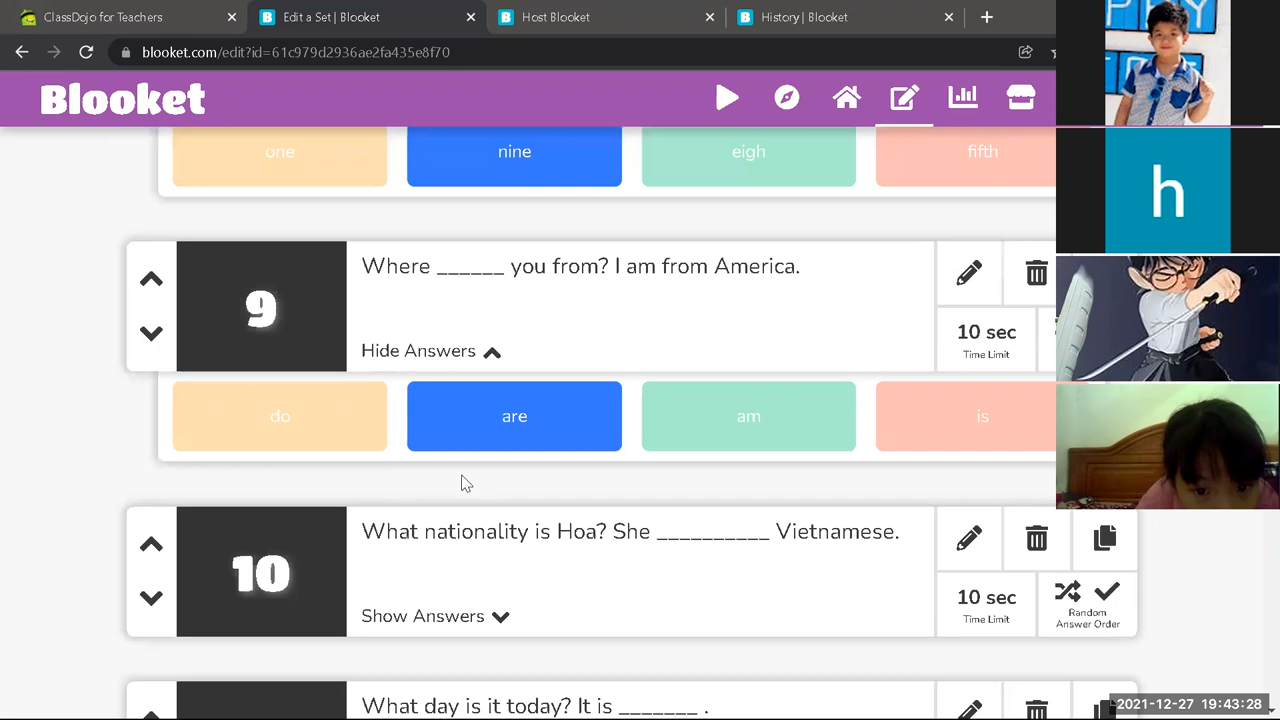 ClassDojo for Teachers
Edit a Set | Blooket
Host Blooket
History | Blooket
blooket.com/edit?id=61c979d2936ae2fa435e8f70
Blooket
one
nine
eigh
fifth
9
Where ______ you from? I am from America.
Hide Answers
10 sec
Time Limit
do
are
am
is
10
What nationality is Hoa? She __________ Vietnamese.
Show Answers
10 sec
Time Limit
Random
Answer Order
What day is it today? It is _______ .
h
2021-12-27 19:43:28